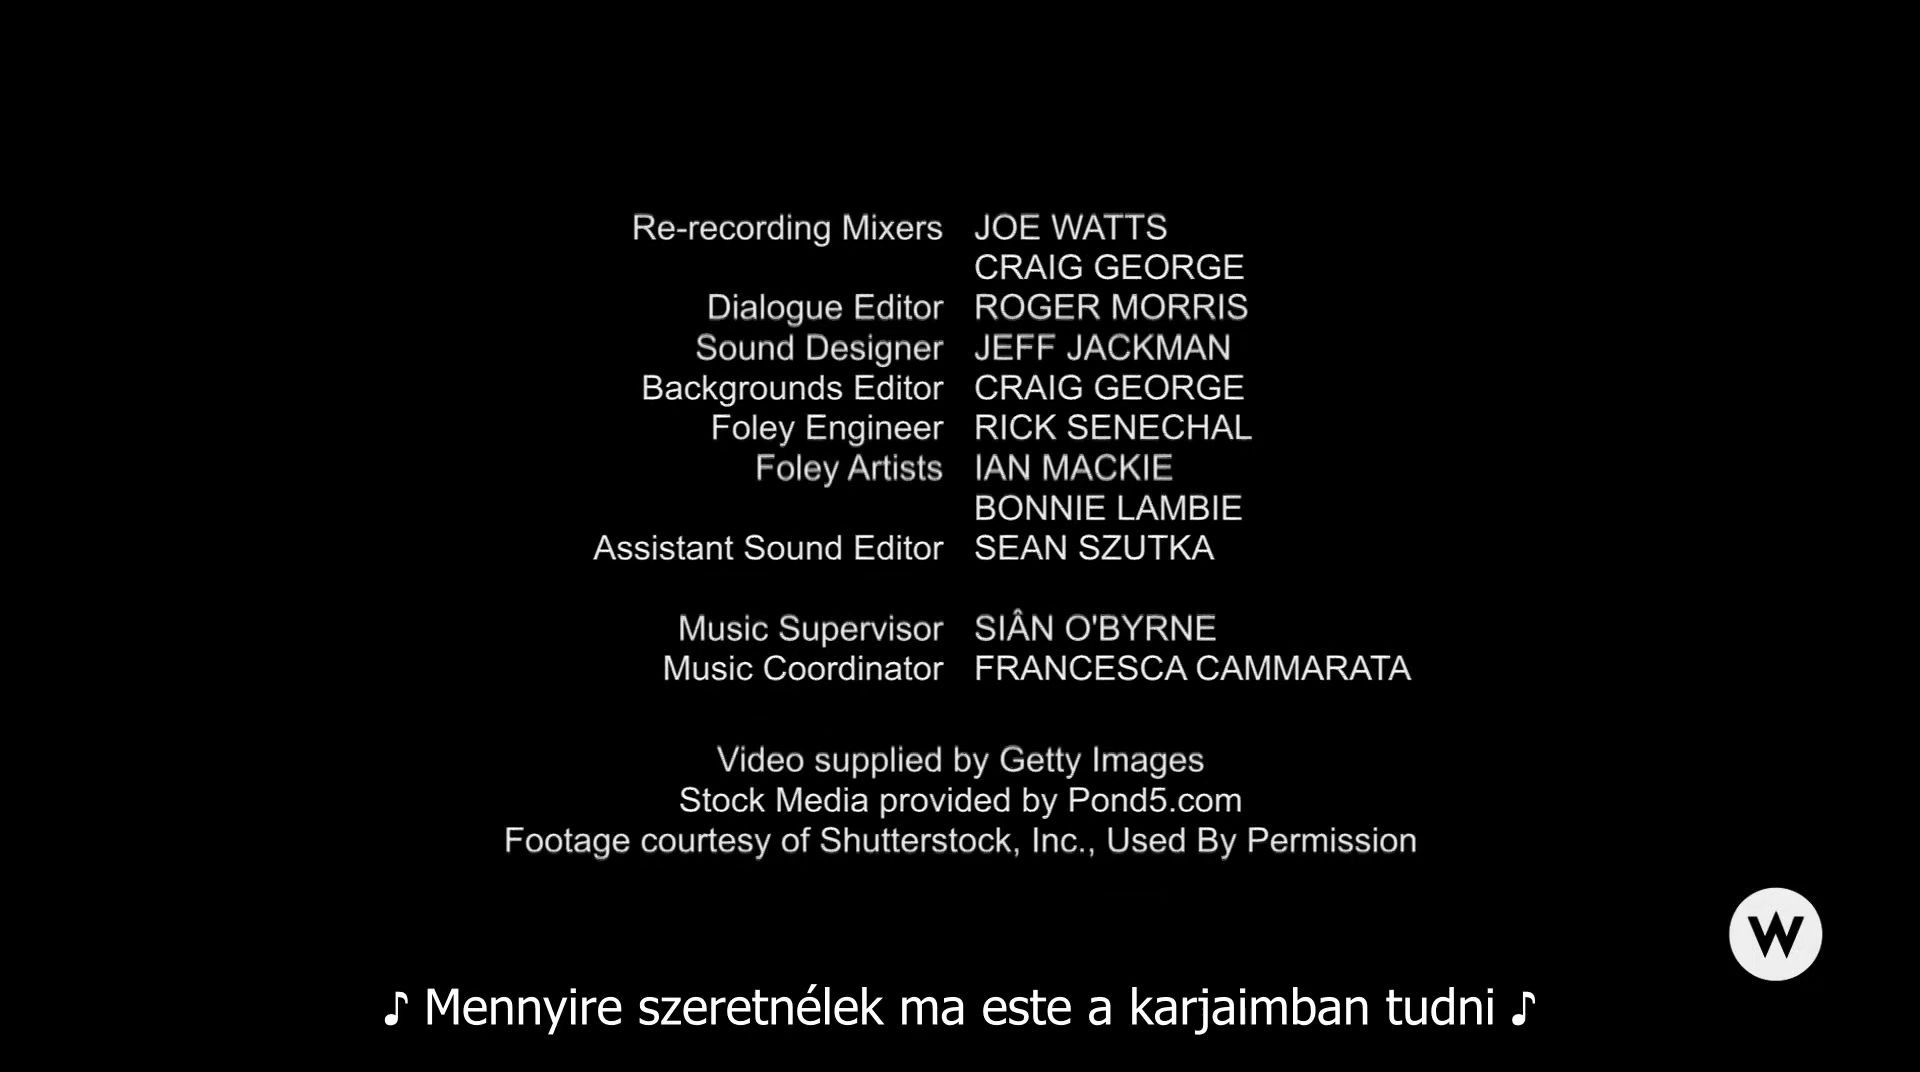 Re-recording Mixers JOE WATTS
CRAIG GEORGE
Dialogue Editor ROGER MORRIS
Sound Designer JEFF JACKMAN
Backgrounds Editor CRAIG GEORGE
Foley Engineer RICK SENECHAL
Foley Artists IAN MACKIE
BONNIE LAMBIE
Assistant Sound Editor SEAN SZUTKA
Music Supervisor SIÂN O'BYRNE
Music Coordinator FRANCESCA CAMMARATA
Video supplied by Getty Images
Stock Media provided by Pond5.com
Footage courtesy of Shutterstock, Inc., Used By Permission
W
♪ Mennyire szeretnélek ma este a karjaimban tudni ♪